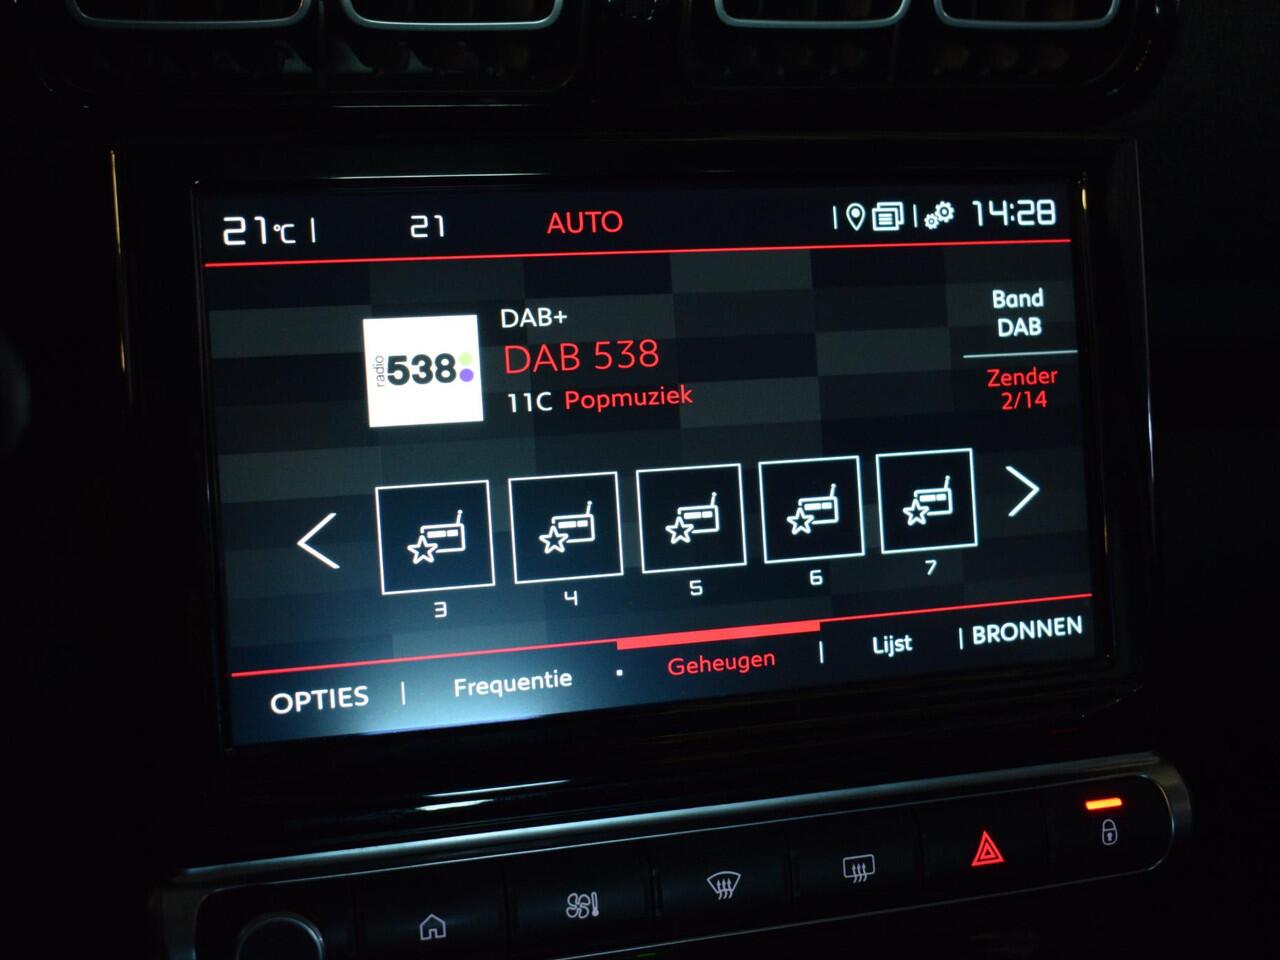 21°C | 21 AUTO 14:28
Band
DAB
DAB+
radio 538
DAB 538
11C Popmuziek
Zender
2/14
3 4 5 6 7
OPTIES | Frequentie · Geheugen | Lijst | BRONNEN